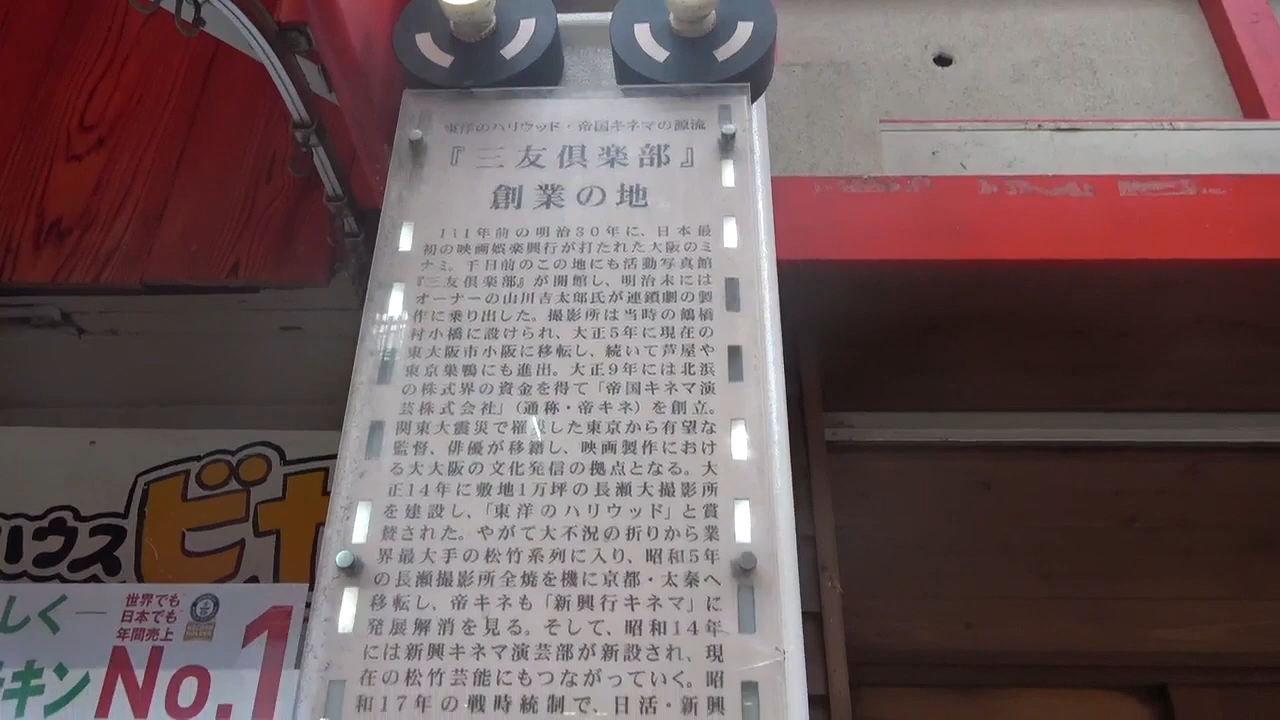 東洋のハリウッド・帝国キネマの源流
『三友倶楽部』
創業の地
111年前の明治30年に、日本最
初の映画娯楽興行が打たれた大阪のミ
ナミ。千日前のこの地にも活動写真館
『三友倶楽部』が開館し、明治末には
オーナーの山川吉太郎氏が連鎖劇の製
作に乗り出した。撮影所は当時の鶴橋
村小橋に設けられ、大正5年に現在の
東大阪市小阪に移転し、続いて芦屋や
東京巣鴨にも進出。大正9年には北浜
の株式界の資金を得て「帝国キネマ演
芸株式会社」(通称・帝キネ)を創立。
関東大震災で罹災した東京から有望な
監督、俳優が移籍し、映画製作におけ
る大大阪の文化発信の拠点となる。大
正14年に敷地1万坪の長瀬大撮影所
を建設し、「東洋のハリウッド」と賞
賛された。やがて大不況の折りから業
界最大手の松竹系列に入り、昭和5年
の長瀬撮影所全焼を機に京都・太秦へ
移転し、帝キネも「新興行キネマ」に
発展解消を見る。そして、昭和14年
には新興キネマ演芸部が新設され、現
在の松竹芸能にもつながっていく。昭
和17年の戦時統制で、日活・新興
ハウス
ビヤ
しく
世界でも
日本でも
年間売上
No.1
キン